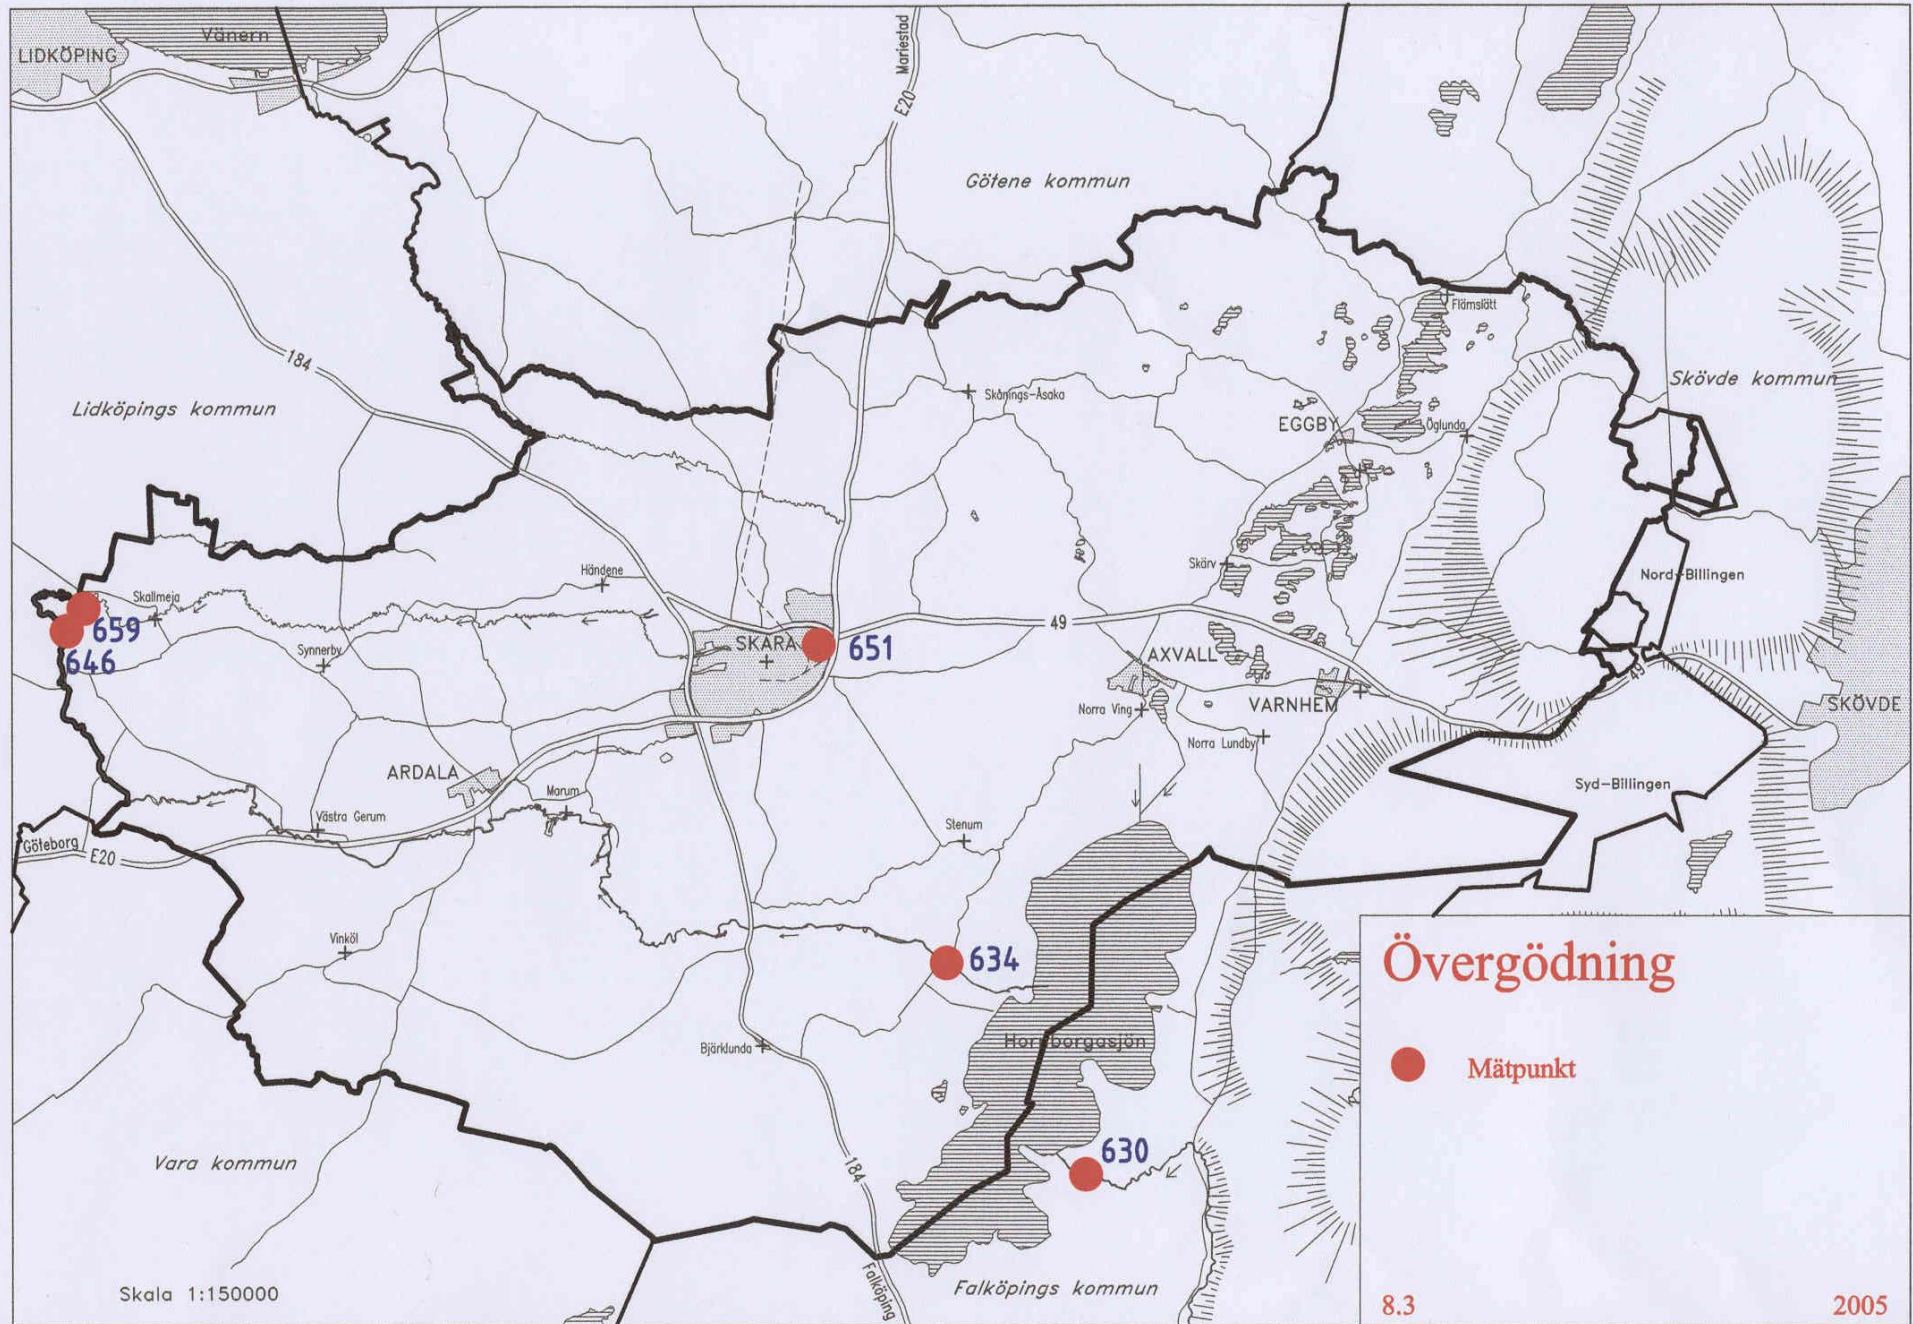 Vänern
LIDKÖPING
Mariestad
E20
Götene kommun
Flämslätt
184
Skövde kommun
Lidköpings kommun
Skånings-Åsaka
EGGBY
Öglunda
Händene
Skärv
Nord-Billingen
Skallmeja
659
646
Synnerby
SKARA
651
49
AXVALL
49
Norra Ving
VARNHEM
SKÖVDE
Norra Lundby
ARDALA
Marum
Syd-Billingen
Västra Gerum
Stenum
Göteborg
E20
Vinköl
634
Övergödning
Bjärklunda
Hornborgasjön
Mätpunkt
630
Vara kommun
184
Falköping
Falköpings kommun
Skala 1:150000
8.3
2005